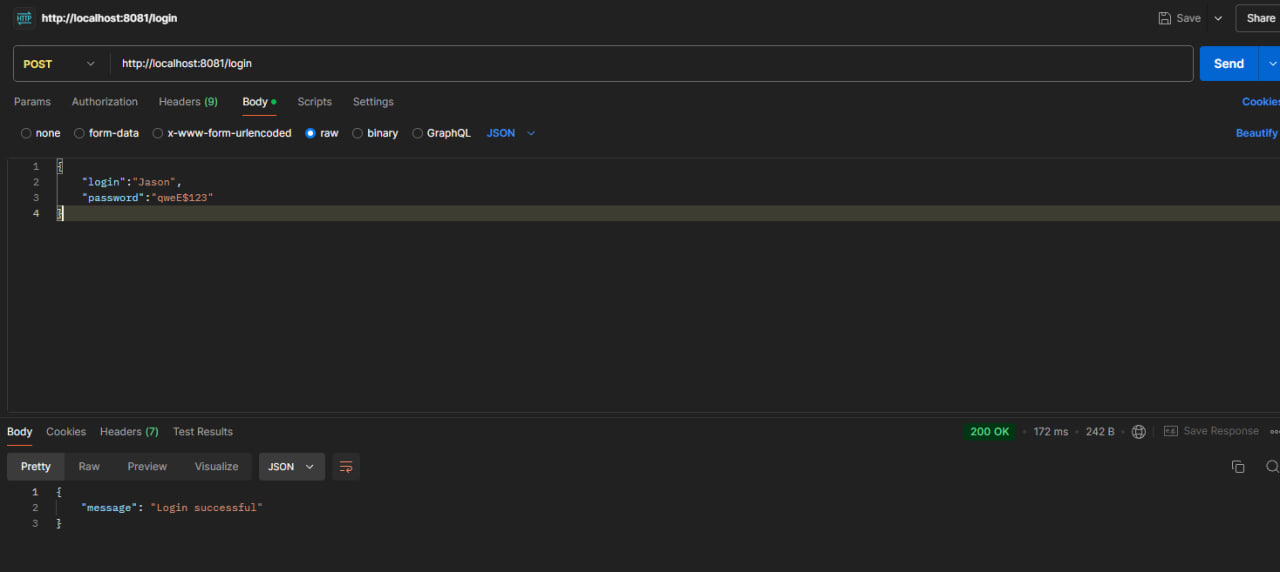 HTTP http://localhost:8081/login Save Share
POST http://localhost:8081/login Send
Params Authorization Headers (9) Body Scripts Settings Cookies
none form-data x-www-form-urlencoded raw binary GraphQL JSON Beautify
1 {
2 "login":"Jason",
3 "password":"qweE$123"
4 }
Body Cookies Headers (7) Test Results 200 OK • 172 ms • 242 B Save Response
Pretty Raw Preview Visualize JSON
1 {
2 "message": "Login successful"
3 }